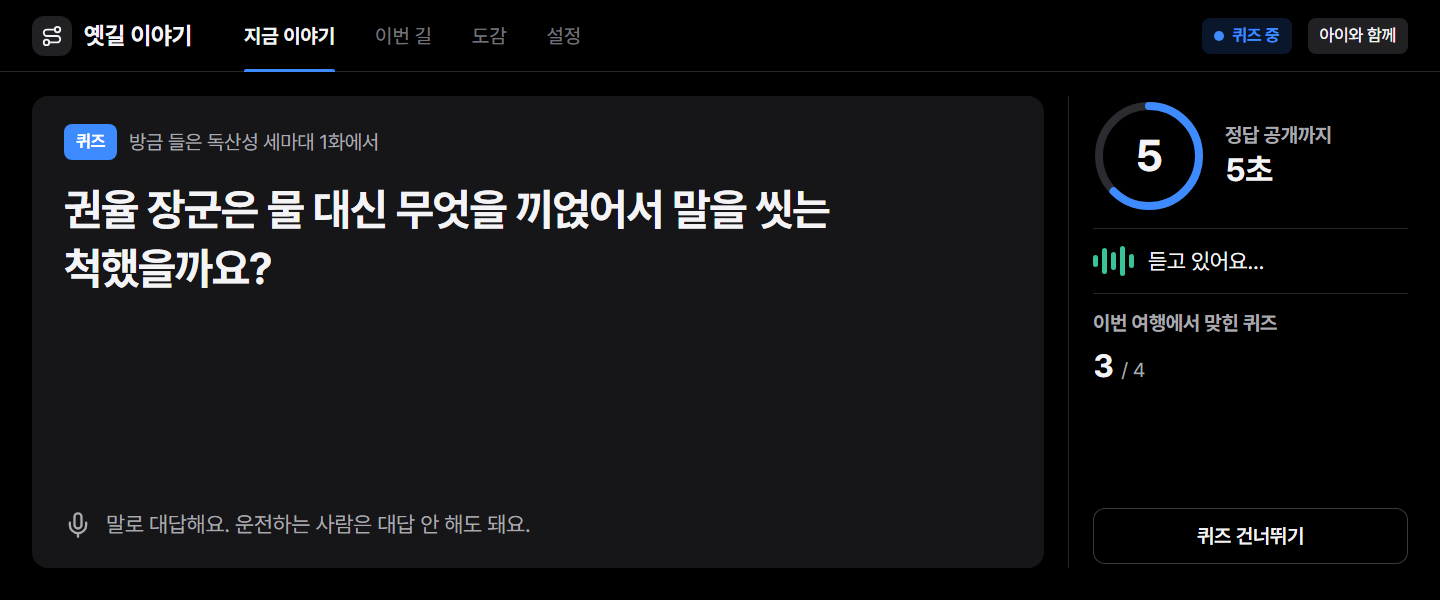 옛길 이야기
지금 이야기
이번 길
도감
설정
퀴즈 중
아이와 함께
퀴즈 방금 들은 독산성 세마대 1화에서
권율 장군은 물 대신 무엇을 끼얹어서 말을 씻는
척했을까요?
말로 대답해요. 운전하는 사람은 대답 안 해도 돼요.
5
정답 공개까지
5초
듣고 있어요...
이번 여행에서 맞힌 퀴즈
3 / 4
퀴즈 건너뛰기